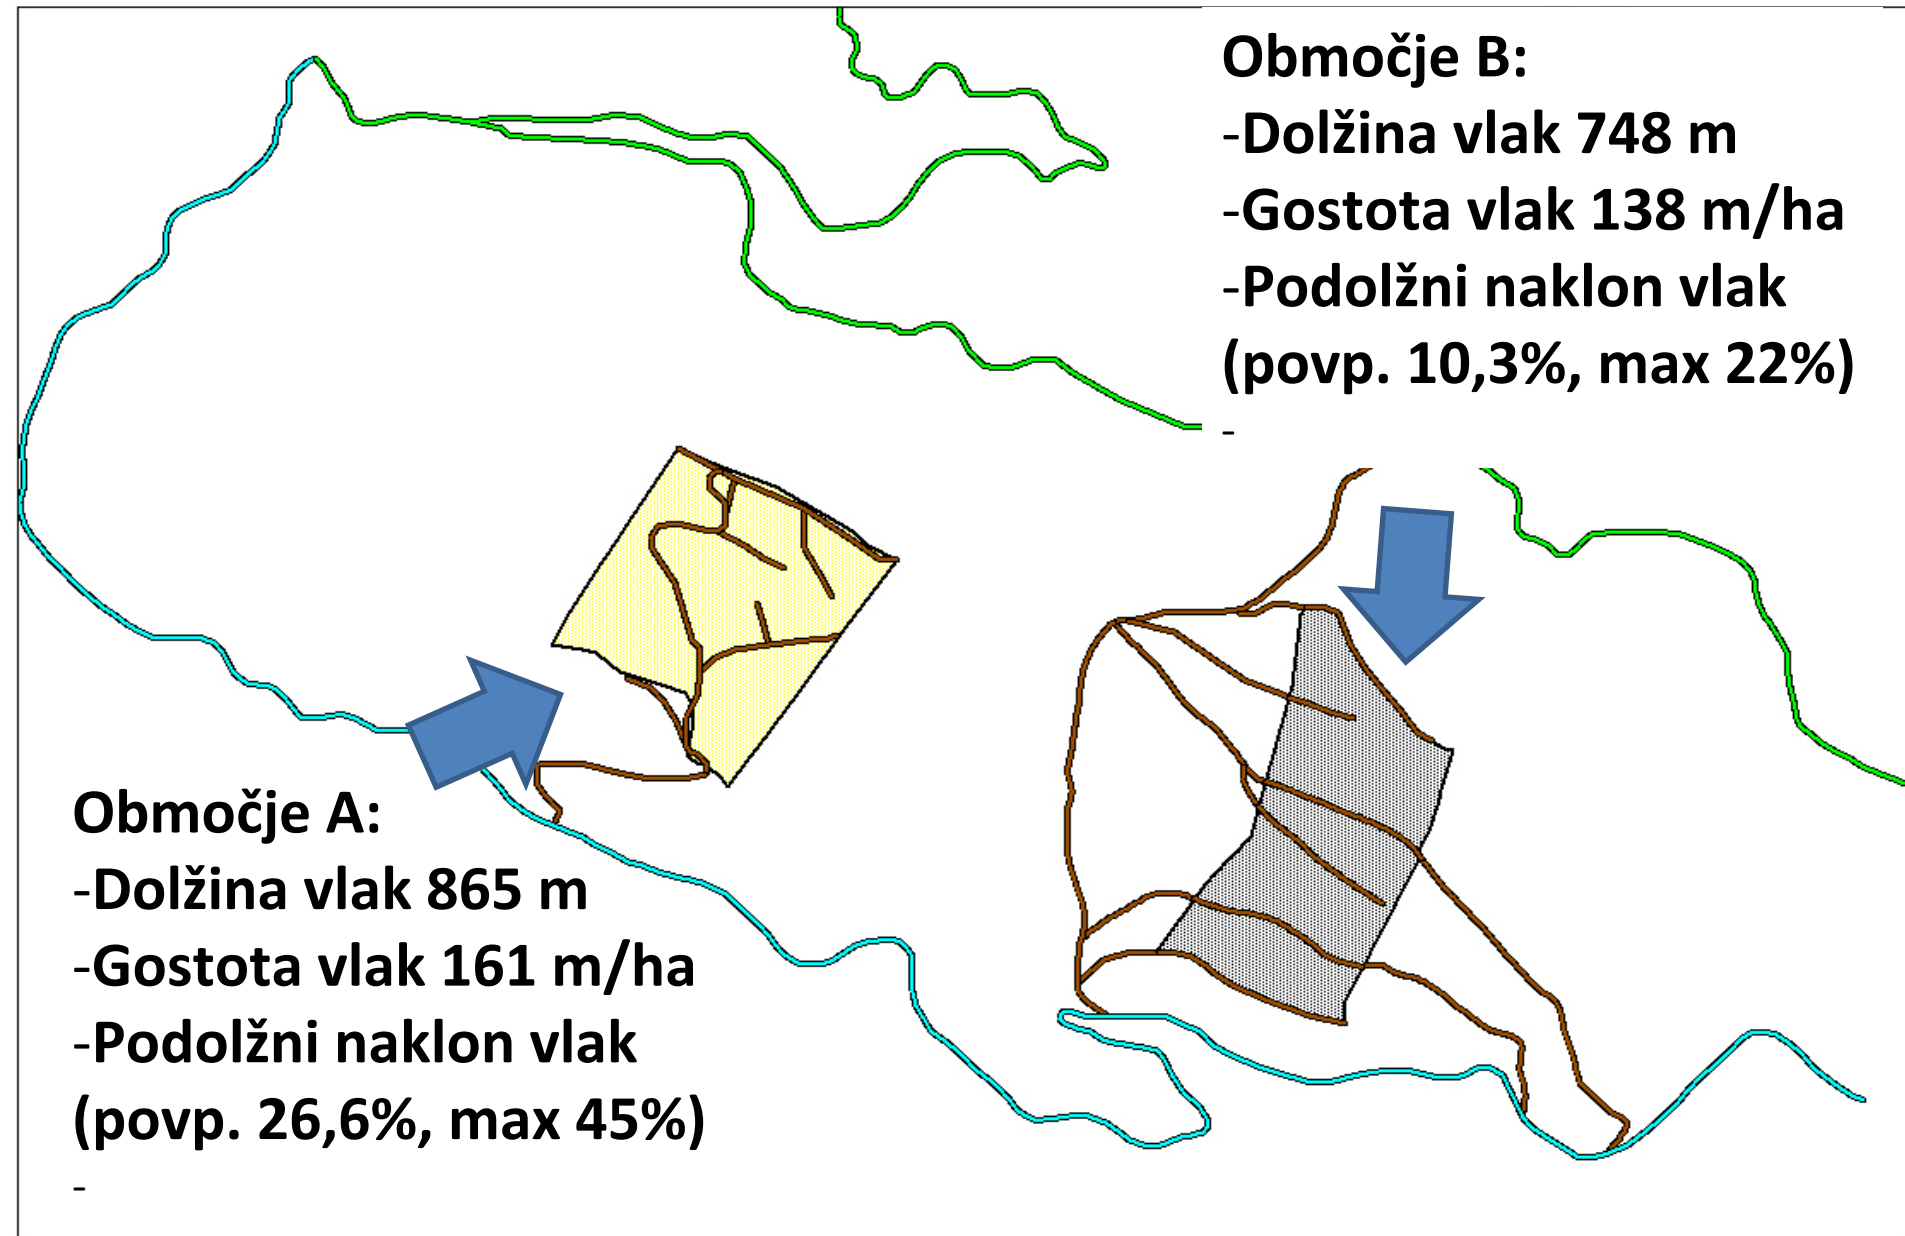 Območje B:
-Dolžina vlak 748 m
-Gostota vlak 138 m/ha
-Podolžni naklon vlak
(povp. 10,3%, max 22%)
-
Območje A:
-Dolžina vlak 865 m
-Gostota vlak 161 m/ha
-Podolžni naklon vlak
(povp. 26,6%, max 45%)
-